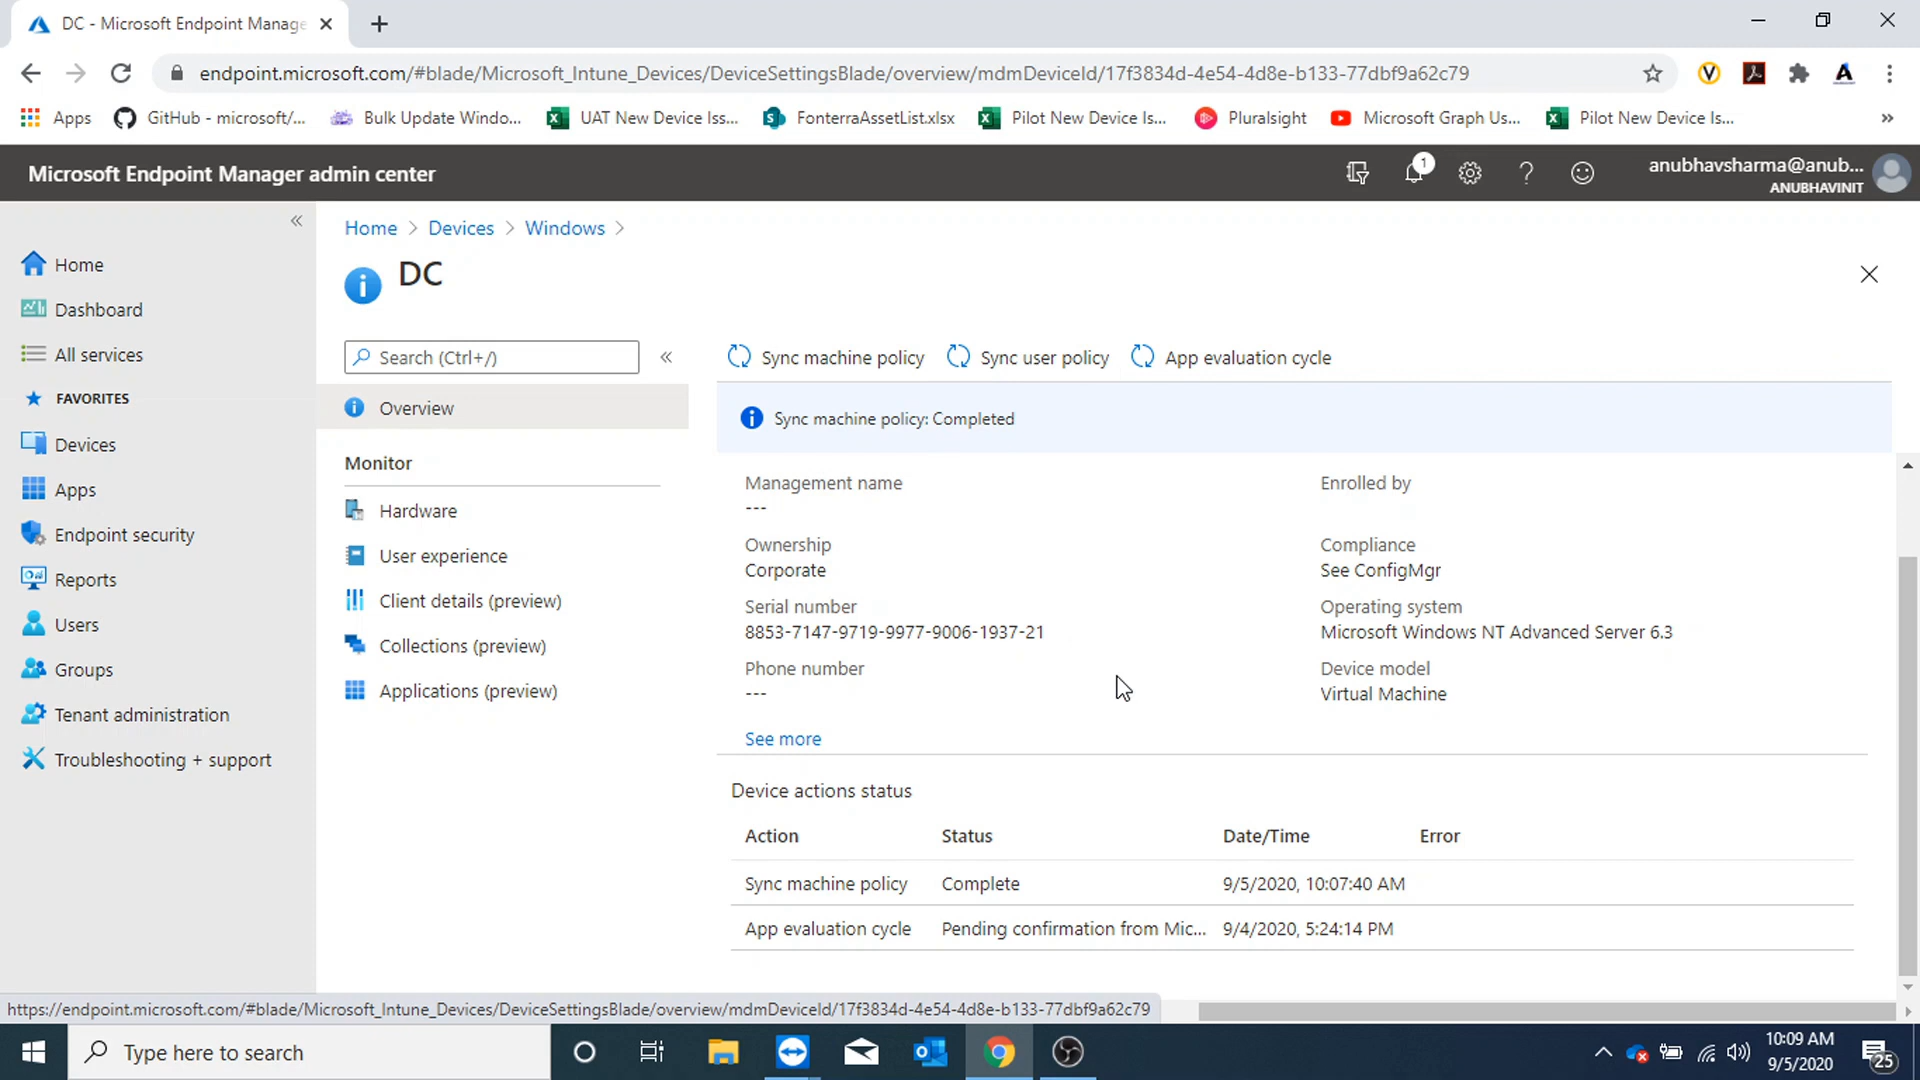 DC - Microsoft Endpoint Manage
endpoint.microsoft.com/#blade/Microsoft_Intune_Devices/DeviceSettingsBlade/overview/mdmDeviceId/17f3834d-4e54-4d8e-b133-77dbf9a62c79
Apps
GitHub - microsoft/...
Bulk Update Windo...
UAT New Device Iss...
FonterraAssetList.xlsx
Pilot New Device Is...
Pluralsight
Microsoft Graph Us...
Pilot New Device Is...
»
Microsoft Endpoint Manager admin center
1
anubhavsharma@anub...
ANUBHAVINIT
Home
Dashboard
All services
FAVORITES
Devices
Apps
Endpoint security
Reports
Users
Groups
Tenant administration
Troubleshooting + support
Home > Devices > Windows >
DC
Search (Ctrl+/)
Overview
Monitor
Hardware
User experience
Client details (preview)
Collections (preview)
Applications (preview)
Sync machine policy
Sync user policy
App evaluation cycle
Sync machine policy: Completed
Management name
---
Enrolled by
Ownership
Corporate
Compliance
See ConfigMgr
Serial number
8853-7147-9719-9977-9006-1937-21
Operating system
Microsoft Windows NT Advanced Server 6.3
Phone number
---
Device model
Virtual Machine
See more
Device actions status
Action Status Date/Time Error
Sync machine policy Complete 9/5/2020, 10:07:40 AM
App evaluation cycle Pending confirmation from Mic... 9/4/2020, 5:24:14 PM
https://endpoint.microsoft.com/#blade/Microsoft_Intune_Devices/DeviceSettingsBlade/overview/mdmDeviceId/17f3834d-4e54-4d8e-b133-77dbf9a62c79
Type here to search
10:09 AM
9/5/2020
25